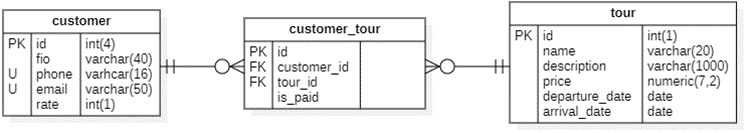 customer
PK id int(4)
fio varchar(40)
U phone varhcar(16)
U email varchar(50)
rate int(1)
customer_tour
PK id
FK customer_id
FK tour_id
is_paid
tour
PK id int(1)
name varchar(20)
description varchar(1000)
price numeric(7,2)
departure_date date
arrival_date date